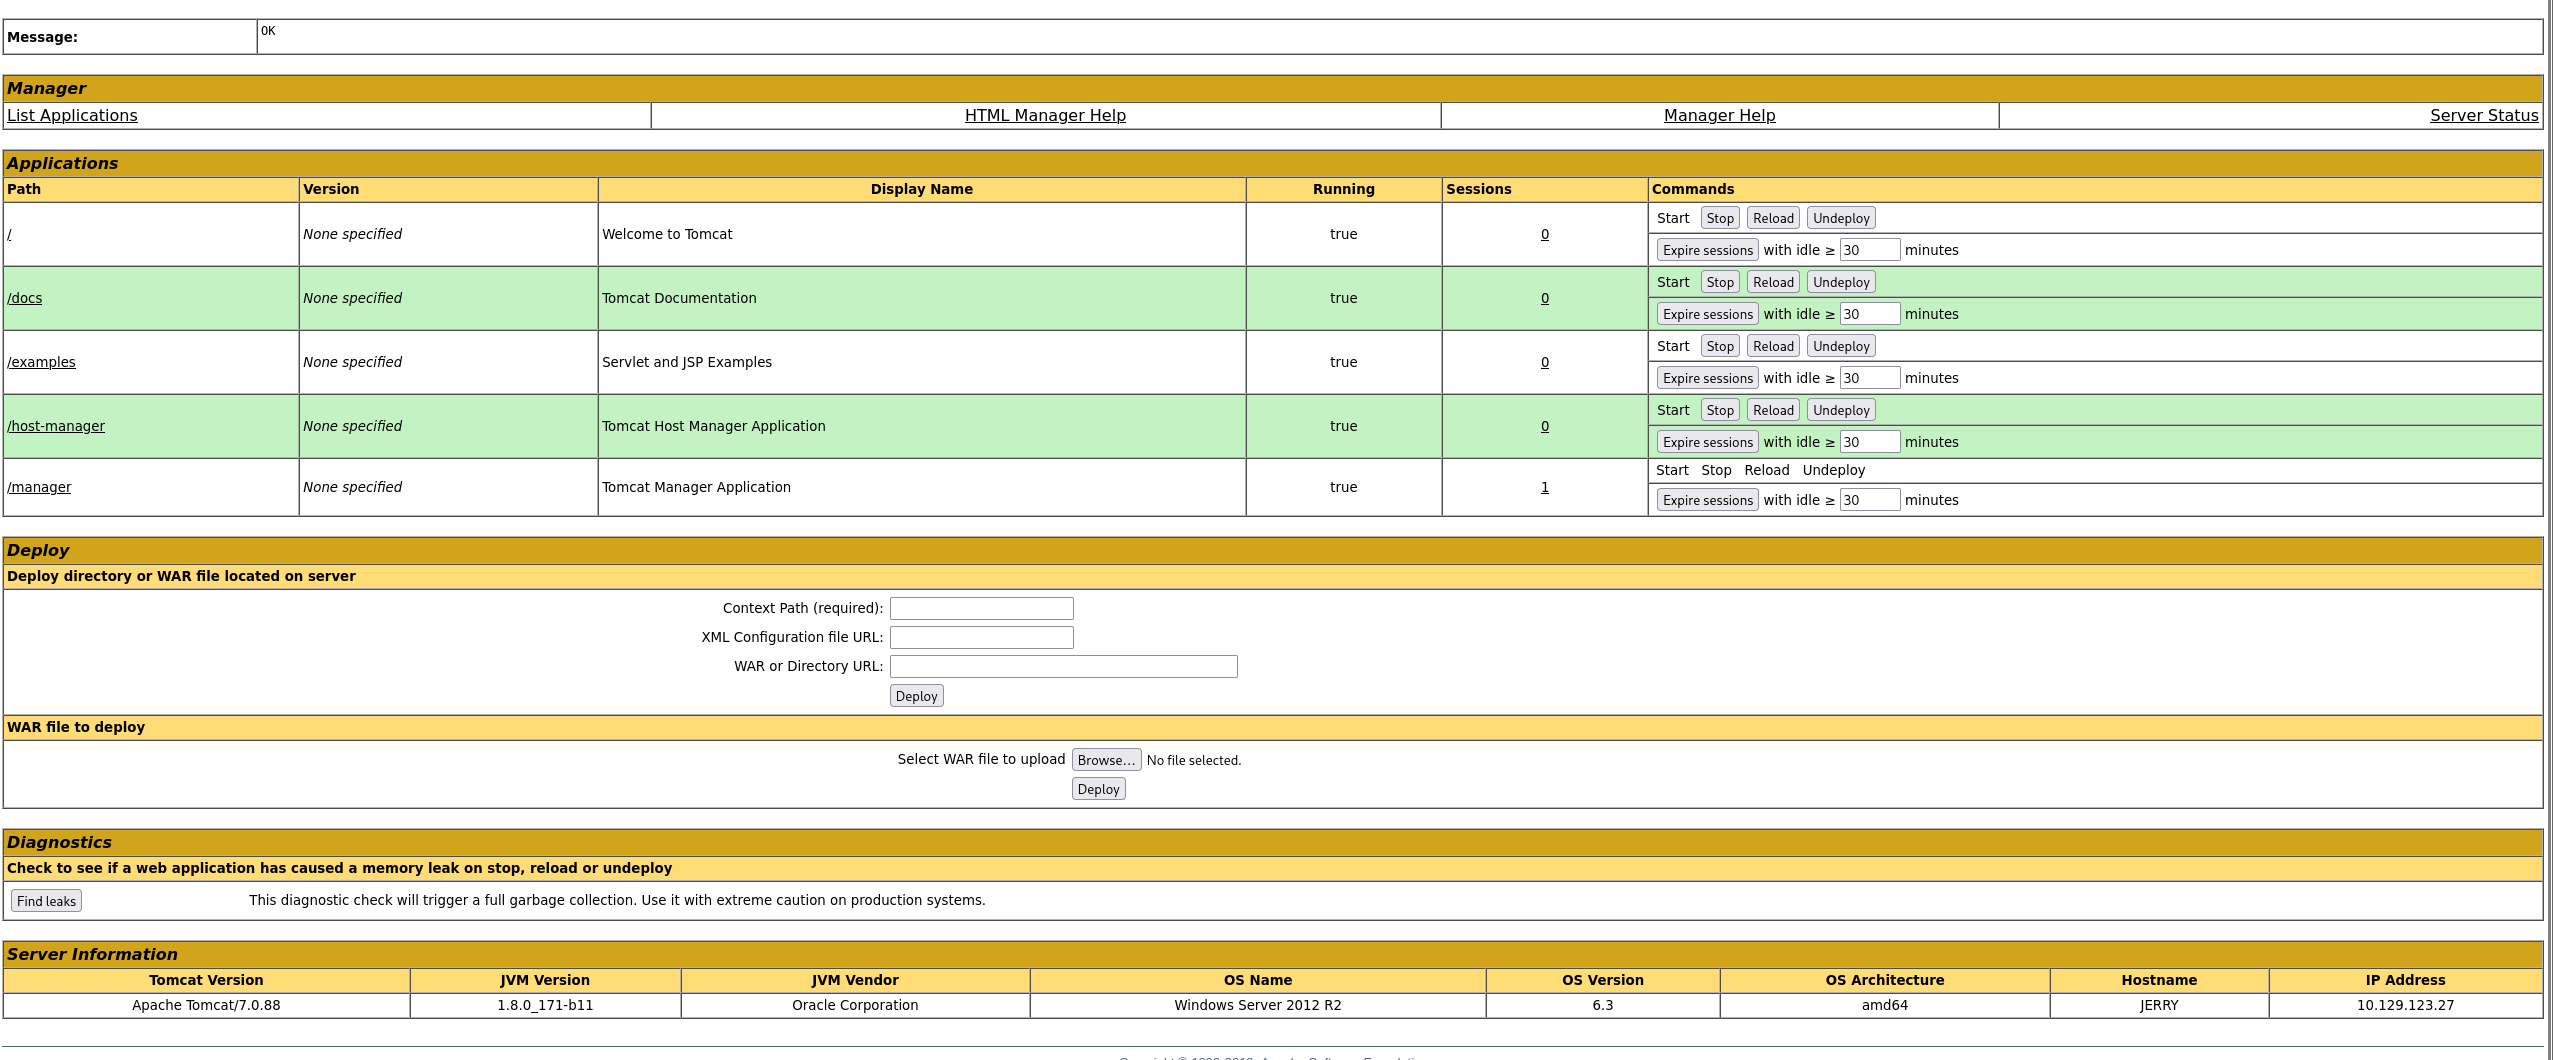 Message: OK
Manager
List Applications HTML Manager Help Manager Help Server Status
Applications
Path Version Display Name Running Sessions Commands
/ None specified Welcome to Tomcat true 0 Start Stop Reload Undeploy
Expire sessions with idle ≥ 30 minutes
/docs None specified Tomcat Documentation true 0 Start Stop Reload Undeploy
Expire sessions with idle ≥ 30 minutes
/examples None specified Servlet and JSP Examples true 0 Start Stop Reload Undeploy
Expire sessions with idle ≥ 30 minutes
/host-manager None specified Tomcat Host Manager Application true 0 Start Stop Reload Undeploy
Expire sessions with idle ≥ 30 minutes
/manager None specified Tomcat Manager Application true 1 Start Stop Reload Undeploy
Expire sessions with idle ≥ 30 minutes
Deploy
Deploy directory or WAR file located on server
Context Path (required):
XML Configuration file URL:
WAR or Directory URL:
Deploy
WAR file to deploy
Select WAR file to upload Browse... No file selected.
Deploy
Diagnostics
Check to see if a web application has caused a memory leak on stop, reload or undeploy
Find leaks This diagnostic check will trigger a full garbage collection. Use it with extreme caution on production systems.
Server Information
Tomcat Version JVM Version JVM Vendor OS Name OS Version OS Architecture Hostname IP Address
Apache Tomcat/7.0.88 1.8.0_171-b11 Oracle Corporation Windows Server 2012 R2 6.3 amd64 JERRY 10.129.123.27